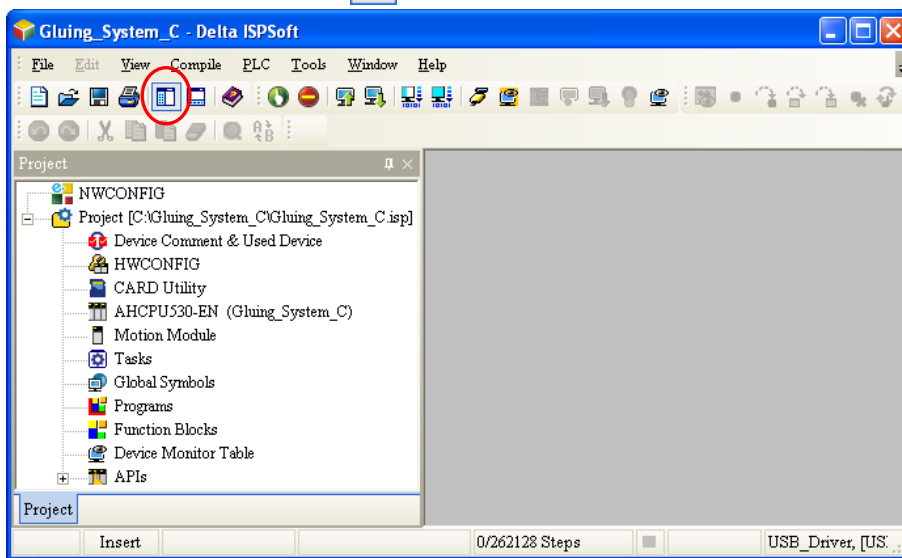 Gluing_System_C - Delta ISPSoft
File Edit View Compile PLC Tools Window Help
Project
NWCONFIG
Project [C:\Gluing_System_C\Gluing_System_C.isp]
Device Comment & Used Device
HWCONFIG
CARD Utility
AHCPU530-EN (Gluing_System_C)
Motion Module
Tasks
Global Symbols
Programs
Function Blocks
Device Monitor Table
APIs
Project
Insert 0/262128 Steps USB_Driver, [US